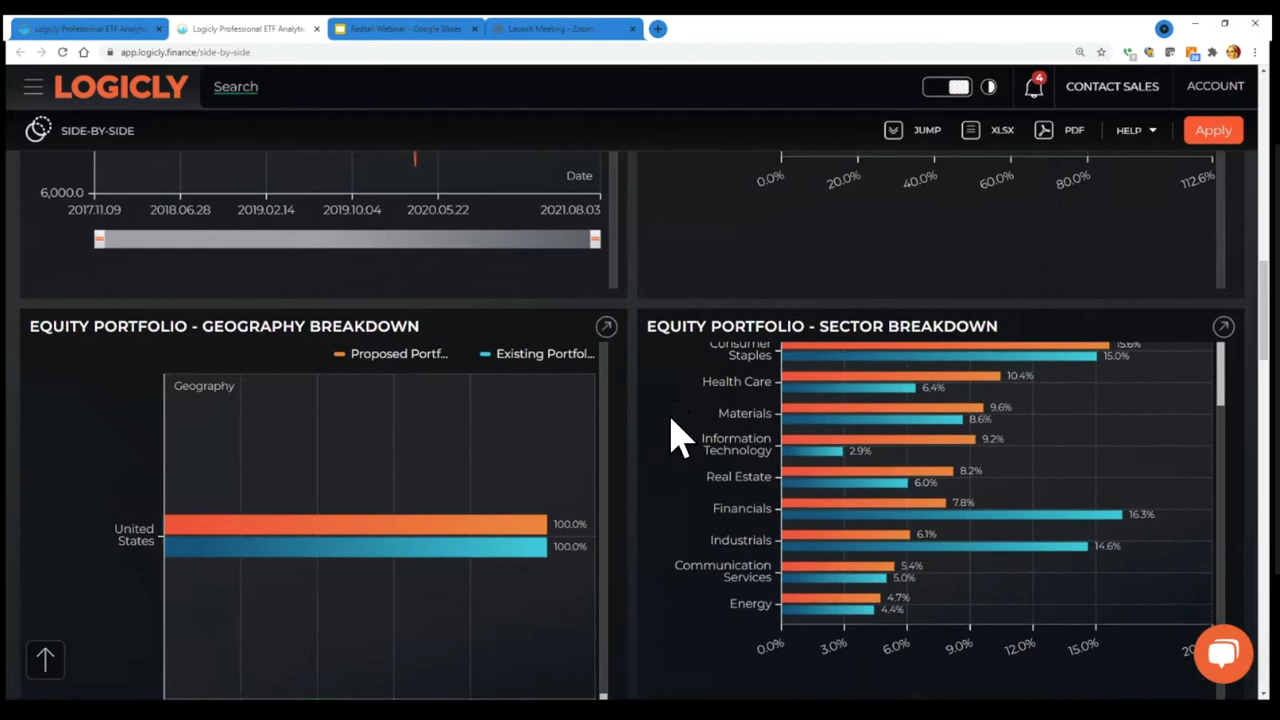 Logicly Professional ETF Analytic
Logicly Professional ETF Analytic
Redtail Webinar - Google Slides
Launch Meeting - Zoom
app.logicly.finance/side-by-side
LOGICLY
Search
4
CONTACT SALES
ACCOUNT
SIDE-BY-SIDE
JUMP
XLSX
PDF
HELP
Apply
6,000.0
Date
2017.11.09
2018.06.28
2019.02.14
2019.10.04
2020.05.22
2021.08.03
0.0%
20.0%
40.0%
60.0%
80.0%
112.6%
EQUITY PORTFOLIO - GEOGRAPHY BREAKDOWN
Proposed Portf...
Existing Portfol...
Geography
United
States
100.0%
100.0%
EQUITY PORTFOLIO - SECTOR BREAKDOWN
Consumer
Staples
15.6%
15.0%
Health Care
10.4%
6.4%
Materials
9.6%
8.6%
Information
Technology
9.2%
2.9%
Real Estate
8.2%
6.0%
Financials
7.8%
16.3%
Industrials
6.1%
14.6%
Communication
Services
5.4%
5.0%
Energy
4.7%
4.4%
0.0%
3.0%
6.0%
9.0%
12.0%
15.0%